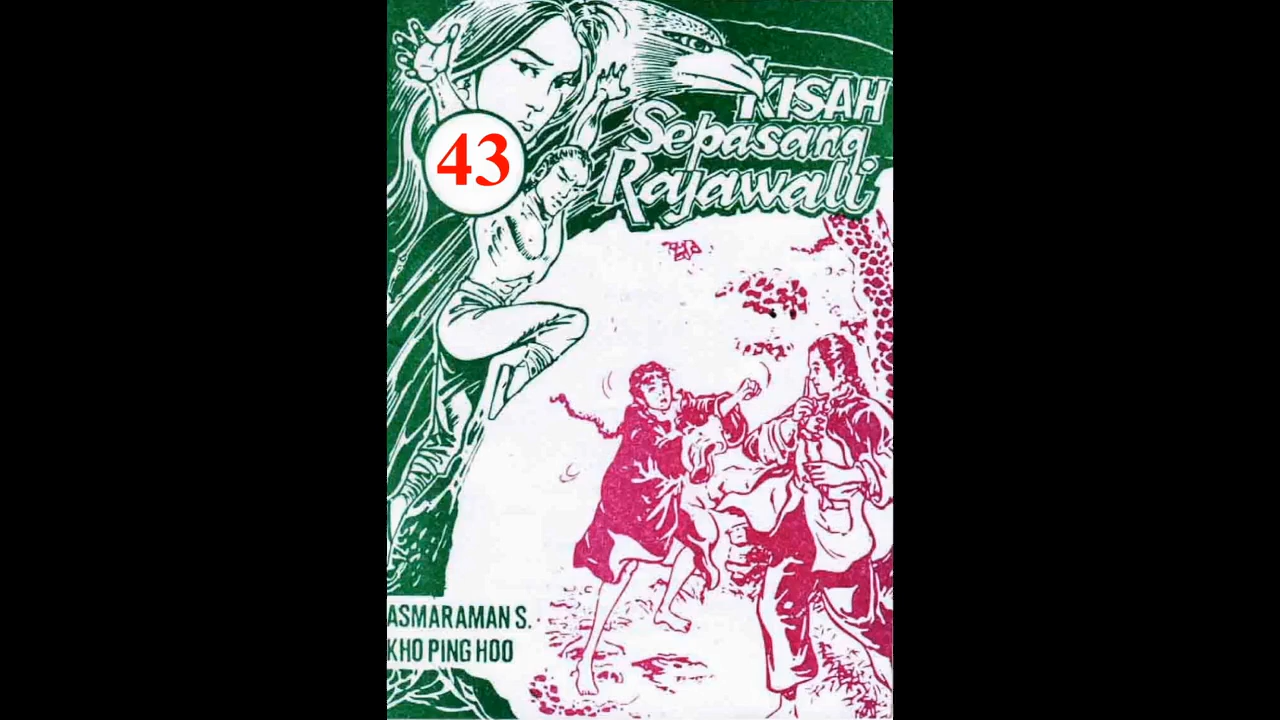 KISAH
Sepasang
Rajawali
43
ASMARAMAN S.
KHO PING HOO